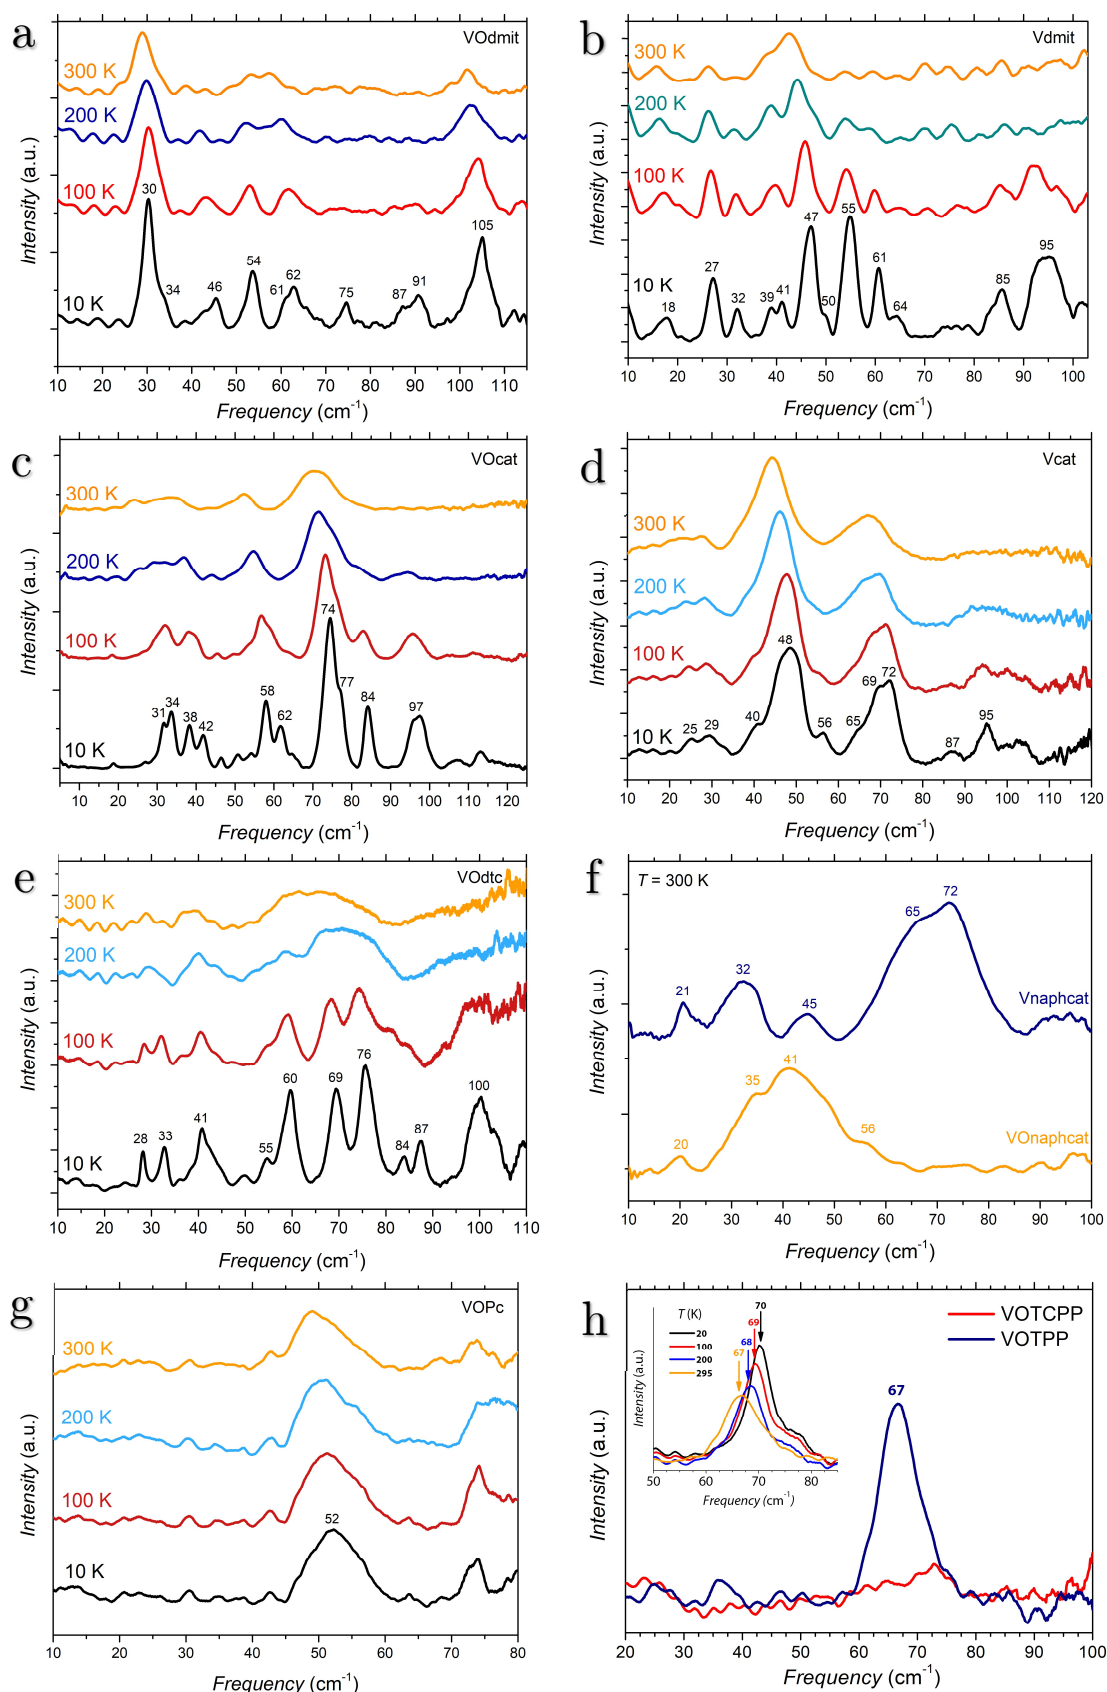 a
VOdmit
300 K
200 K
100 K
10 K
30
34
46
54
61
62
75
87
91
105
Intensity (a.u.)
10 20 30 40 50 60 70 80 90 100 110
Frequency (cm-1)
b
Vdmit
300 K
200 K
100 K
10 K
18
27
32
39
41
47
50
55
61
64
85
95
Intensity (a.u.)
10 20 30 40 50 60 70 80 90 100
Frequency (cm-1)
c
VOcat
300 K
200 K
100 K
10 K
31
34
38
42
58
62
74
77
84
97
Intensity (a.u.)
10 20 30 40 50 60 70 80 90 100 110 120
Frequency (cm-1)
d
Vcat
300 K
200 K
100 K
10 K
25
29
40
48
56
65
69
72
87
95
Intensity (a.u.)
10 20 30 40 50 60 70 80 90 100 110 120
Frequency (cm-1)
e
VOdtc
300 K
200 K
100 K
10 K
28
33
41
55
60
69
76
84
87
100
Intensity (a.u.)
10 20 30 40 50 60 70 80 90 100 110
Frequency (cm-1)
f
T = 300 K
21
32
45
65
72
Vnaphcat
20
35
41
56
VOnaphcat
Intensity (a.u.)
10 20 30 40 50 60 70 80 90 100
Frequency (cm-1)
g
VOPc
300 K
200 K
100 K
10 K
52
Intensity (a.u.)
10 20 30 40 50 60 70 80
Frequency (cm-1)
h
VOTCPP
VOTPP
67
T (K)
20
100
200
295
67
68
69
70
Intensity (a.u.)
50 60 70 80
Frequency (cm-1)
Intensity (a.u.)
20 30 40 50 60 70 80 90 100
Frequency (cm-1)